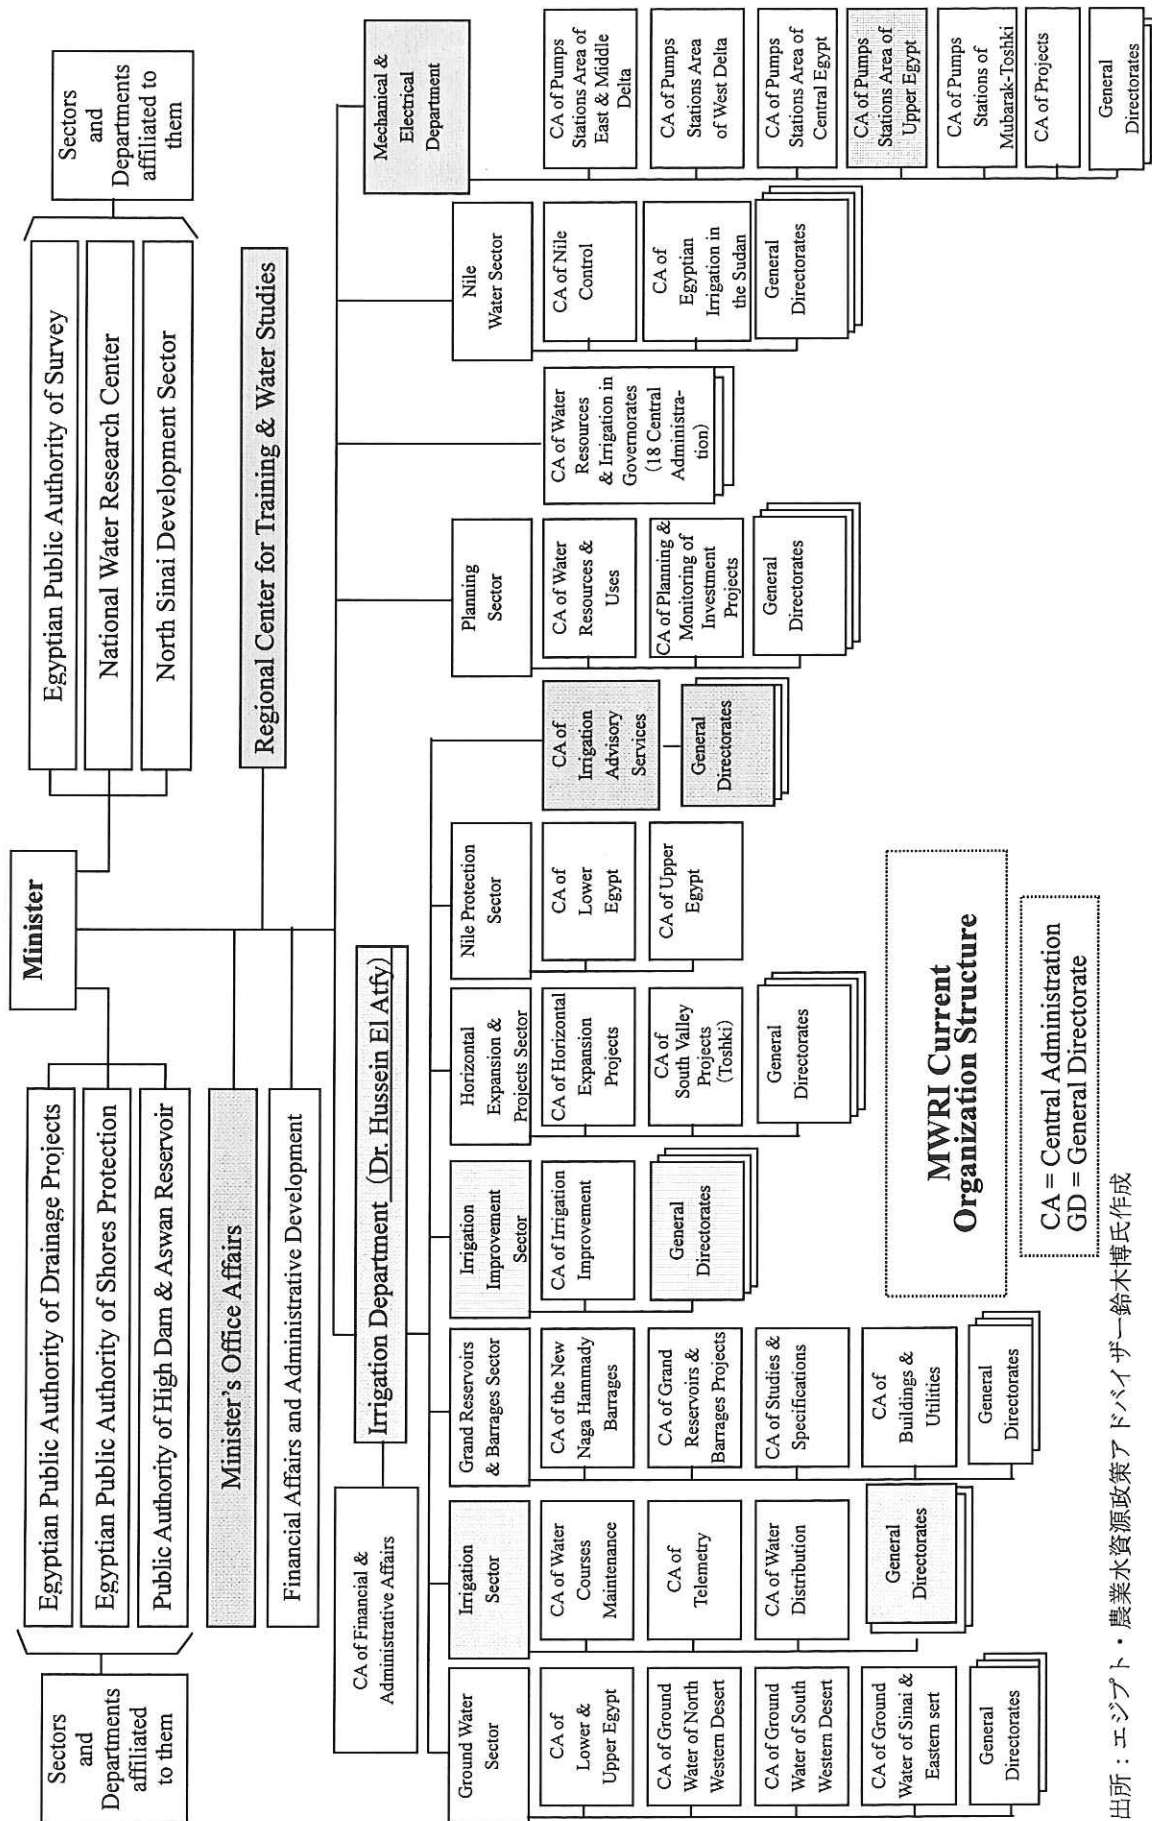 Minister
Sectors
and
Departments
affiliated
to them
Egyptian Public Authority of Drainage Projects
Egyptian Public Authority of Shores Protection
Public Authority of High Dam & Aswan Reservoir
Egyptian Public Authority of Survey
National Water Research Center
North Sinai Development Sector
Sectors
and
Departments
affiliated to
them
Minister's Office Affairs
Regional Center for Training & Water Studies
Financial Affairs and Administrative Development
CA of Financial &
Administrative Affairs
Irrigation Department (Dr. Hussein El Atfy)
Mechanical &
Electrical
Department
Ground Water
Sector
CA of
Lower &
Upper Egypt
CA of Ground
Water of North
Western Desert
CA of Ground
Water of South
Western Desert
CA of Ground
Water of Sinai &
Eastern sert
General
Directorates
Irrigation
Sector
CA of Water
Courses
Maintenance
CA of
Telemetry
CA of Water
Distribution
General
Directorates
Grand Reservoirs
& Barrages Sector
CA of the New
Naga Hammady
Barrages
CA of Grand
Reservoirs &
Barrages Projects
CA of Studies &
Specifications
CA of
Buildings &
Utilities
General
Directorates
Irrigation
Improvement
Sector
CA of Irrigation
Improvement
General
Directorates
Horizontal
Expansion &
Projects Sector
CA of Horizontal
Expansion
Projects
CA of
South Valley
Projects
(Toshki)
General
Directorates
Nile Protection
Sector
CA of
Lower
Egypt
CA of Upper
Egypt
CA of
Irrigation
Advisory
Services
General
Directorates
Planning
Sector
CA of Water
Resources &
Uses
CA of Planning &
Monitoring of
Investment
Projects
General
Directorates
CA of Water
Resources
& Irrigation in
Governorates
(18 Central
Administra-
tion)
Nile
Water Sector
CA of Nile
Control
CA of
Egyptian
Irrigation in
the Sudan
General
Directorates
CA of Pumps
Stations Area of
East & Middle
Delta
CA of Pumps
Stations Area
of West Delta
CA of Pumps
Stations Area of
Central Egypt
CA of Pumps
Stations Area of
Upper Egypt
CA of Pumps
Stations of
Mubarak-Toshki
CA of Projects
General
Directorates
MWRI Current
Organization Structure
CA = Central Administration
GD = General Directorate
出所：エジプト・農業水資源政策アドバイザー鈴木博氏作成